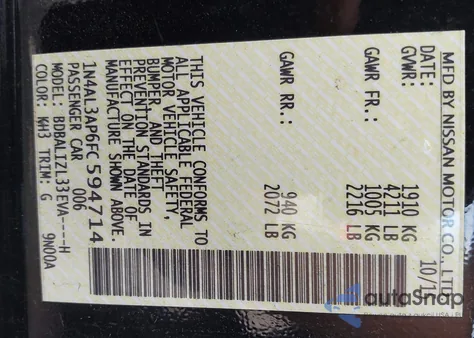 MFD BY NISSAN MOTOR CO., LTD
DATE: 10/1
GVWR: 1910 KG
4211 LB
GAWR FR.: 1005 KG
2216 LB
GAWR RR.: 940 KG
2072 LB
THIS VEHICLE CONFORMS TO
ALL APPLICABLE FEDERAL
MOTOR VEHICLE SAFETY,
BUMPER, AND THEFT
PREVENTION STANDARDS IN
EFFECT ON THE DATE OF
MANUFACTURE SHOWN ABOVE.
1N4AL3AP6FC594714
PASSENGER CAR 006
MODEL: BDBALIZL33EVA----H
COLOR: KH3 TRIM: G 9N00A
autoSnap